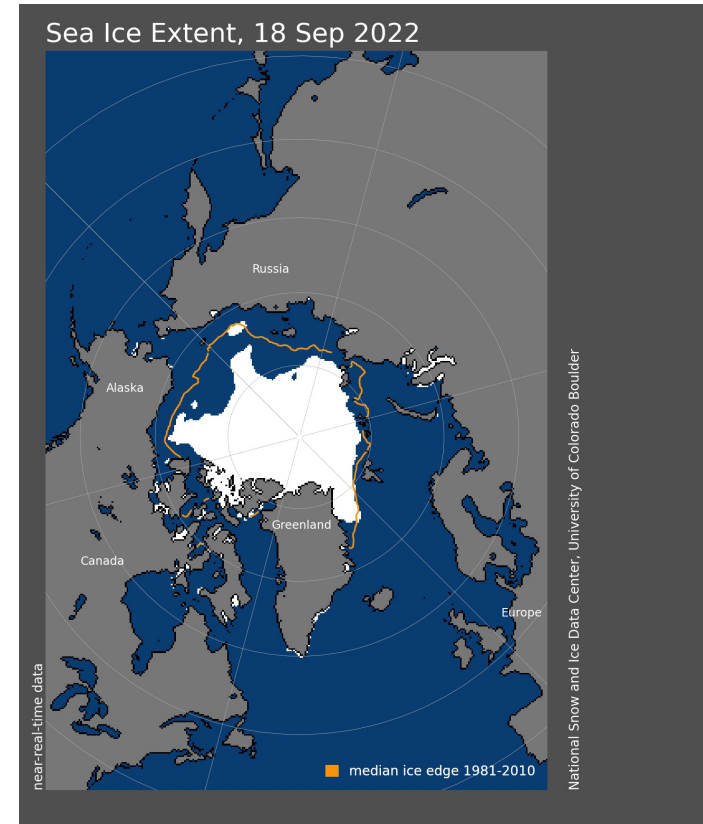 Sea Ice Extent, 18 Sep 2022
Russia
Alaska
Greenland
Canada
Europe
near-real-time data
median ice edge 1981-2010
National Snow and Ice Data Center, University of Colorado Boulder